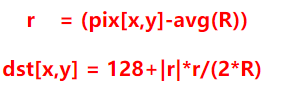 r = (pix[x,y]-avg(R))
dst[x,y] = 128+|r|*r/(2*R)